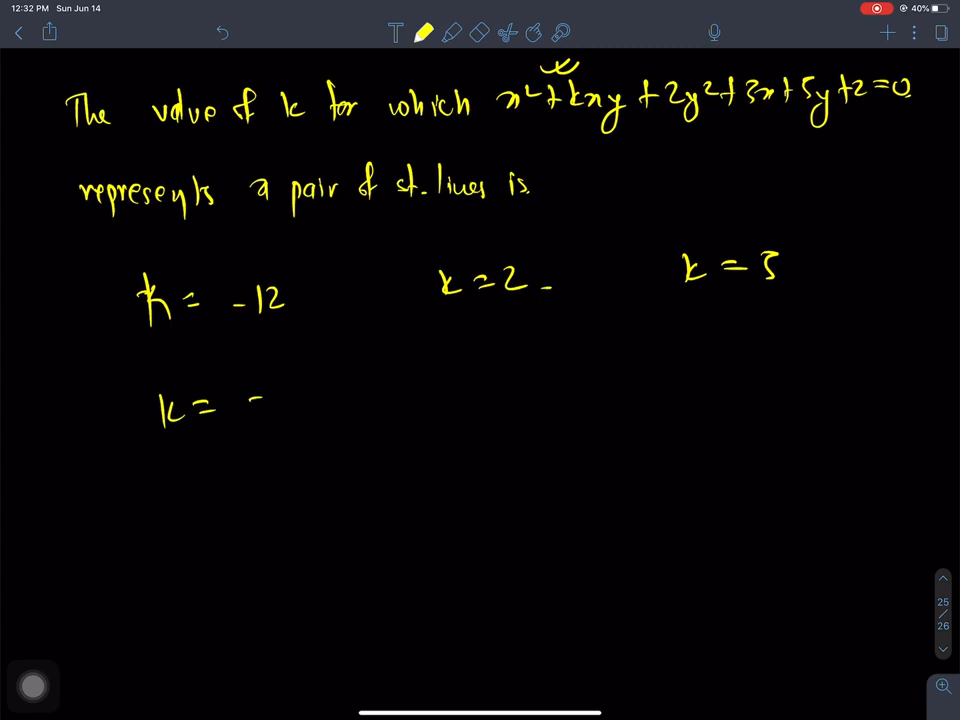 12:32 PM Sun Jun 14 40%
The value of k for which x²+kxy+2y²+3x+5y+2=0
represents a pair of st. lines is
k = -12 k = 2 k = 3
k = -
25
/
26